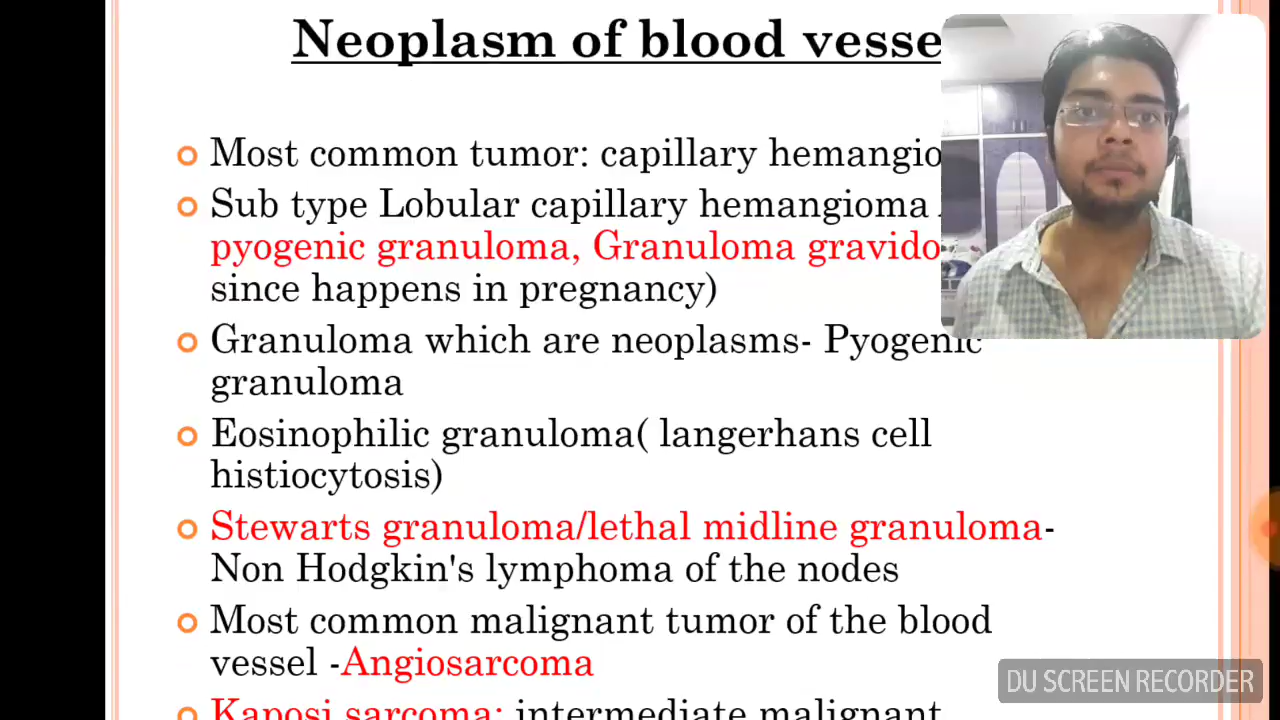 Neoplasm of blood vesse
Most common tumor: capillary hemangio
Sub type Lobular capillary hemangioma
pyogenic granuloma, Granuloma gravido
since happens in pregnancy)
Granuloma which are neoplasms- Pyogenic
granuloma
Eosinophilic granuloma( langerhans cell
histiocytosis)
Stewarts granuloma/lethal midline granuloma-
Non Hodgkin's lymphoma of the nodes
Most common malignant tumor of the blood
vessel -Angiosarcoma
Kaposi sarcoma: intermediate malignant
DU SCREEN RECORDER